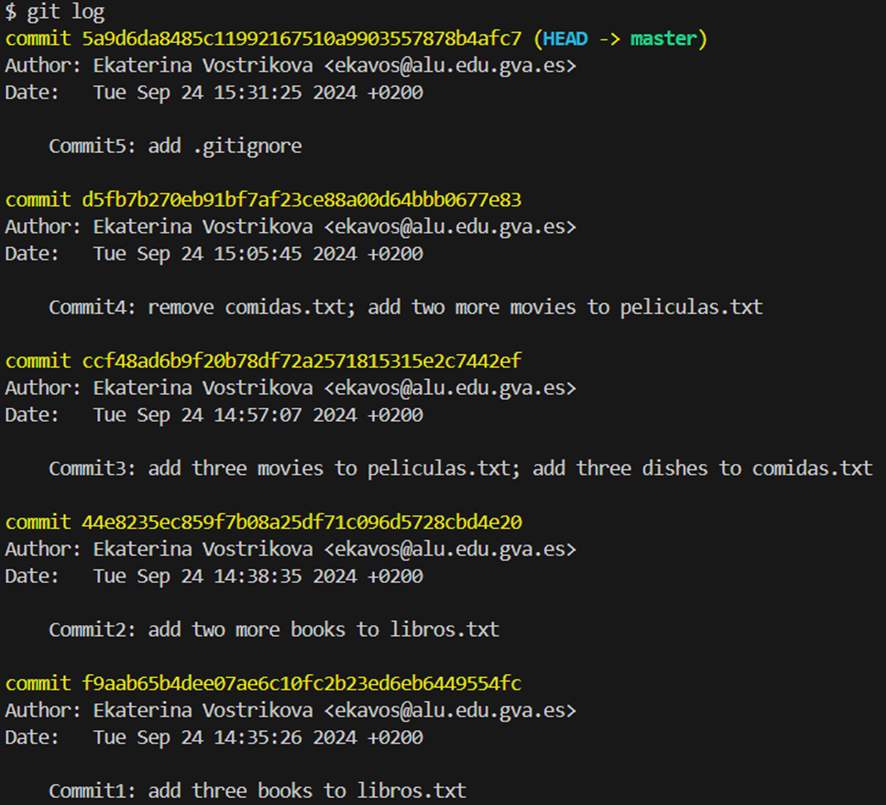 $ git log
commit 5a9d6da8485c11992167510a9903557878b4afc7 (HEAD -> master)
Author: Ekaterina Vostrikova <ekavos@alu.edu.gva.es>
Date:   Tue Sep 24 15:31:25 2024 +0200
    Commit5: add .gitignore
commit d5fb7b270eb91bf7af23ce88a00d64bbb0677e83
Author: Ekaterina Vostrikova <ekavos@alu.edu.gva.es>
Date:   Tue Sep 24 15:05:45 2024 +0200
    Commit4: remove comidas.txt; add two more movies to peliculas.txt
commit ccf48ad6b9f20b78df72a2571815315e2c7442ef
Author: Ekaterina Vostrikova <ekavos@alu.edu.gva.es>
Date:   Tue Sep 24 14:57:07 2024 +0200
    Commit3: add three movies to peliculas.txt; add three dishes to comidas.txt
commit 44e8235ec859f7b08a25df71c096d5728cbd4e20
Author: Ekaterina Vostrikova <ekavos@alu.edu.gva.es>
Date:   Tue Sep 24 14:38:35 2024 +0200
    Commit2: add two more books to libros.txt
commit f9aab65b4dee07ae6c10fc2b23ed6eb6449554fc
Author: Ekaterina Vostrikova <ekavos@alu.edu.gva.es>
Date:   Tue Sep 24 14:35:26 2024 +0200
    Commit1: add three books to libros.txt